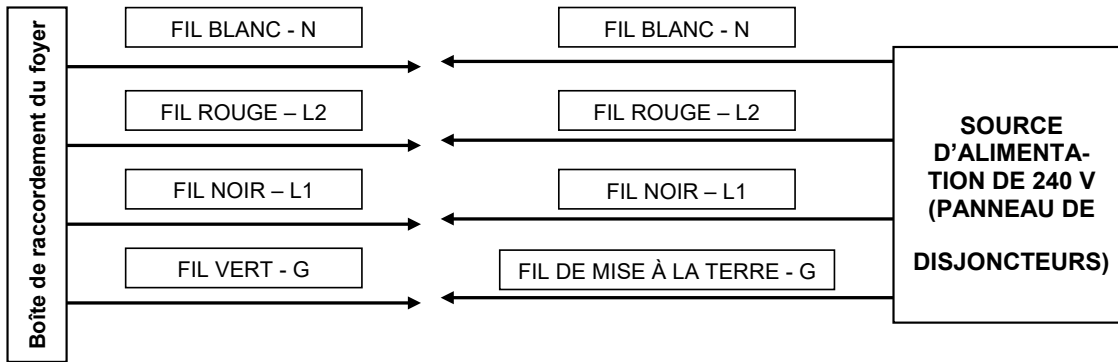 Boîte de raccordement du foyer
FIL BLANC - N
FIL BLANC - N
FIL ROUGE – L2
FIL ROUGE – L2
FIL NOIR – L1
FIL NOIR – L1
FIL VERT - G
FIL DE MISE À LA TERRE - G
SOURCE
D’ALIMENTA-
TION DE 240 V
(PANNEAU DE
DISJONCTEURS)